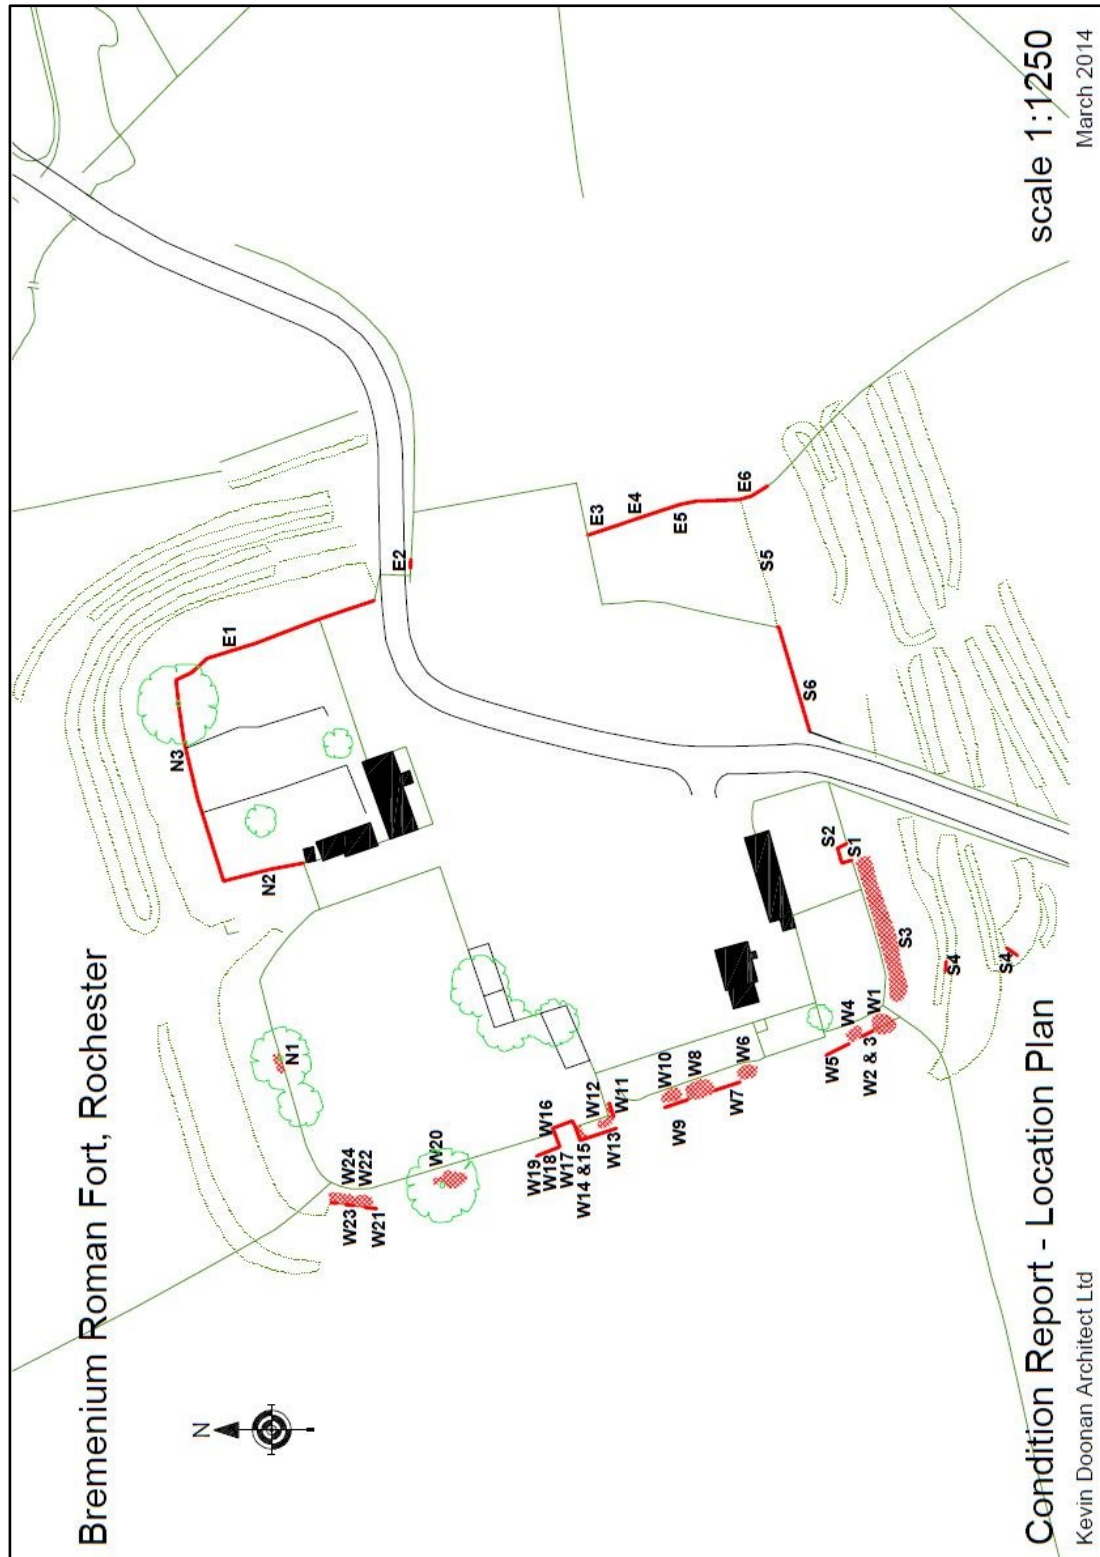 Bremenium Roman Fort, Rochester
N
N1
N2
N3
E1
E2
E3
E4
E5
E6
S5
S6
S2
S1
S3
S4
S4
W1
W2 & 3
W4
W5
W6
W7
W8
W10
W9
W11
W12
W13
W14 &15
W16
W17
W18
W19
W20
W24
W22
W23
W21
Condition Report - Location Plan
scale 1:1250
Kevin Doonan Architect Ltd
March 2014